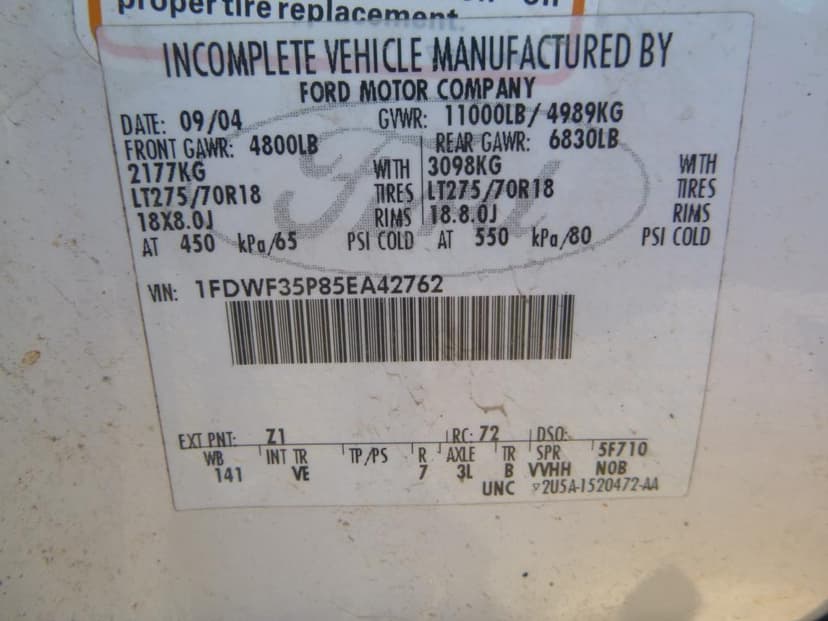 proper tire replacement.
INCOMPLETE VEHICLE MANUFACTURED BY
FORD MOTOR COMPANY
DATE: 09/04 GVWR: 11000LB/ 4989KG
FRONT GAWR: 4800LB REAR GAWR: 6830LB
2177KG WITH 3098KG WITH
LT275/70R18 TIRES LT275/70R18 TIRES
18X8.0J RIMS 18.8.0J RIMS
AT 450 kPa/65 PSI COLD AT 550 kPa/80 PSI COLD
VIN: 1FDWF35P85EA42762
EXT PNT: Z1 RC: 72 DSO:
WB INT TR TP/PS R AXLE TR SPR 5F710
141 VE 7 3L B VVHH NOB
UNC 2U5A-1520472-AA
Ford